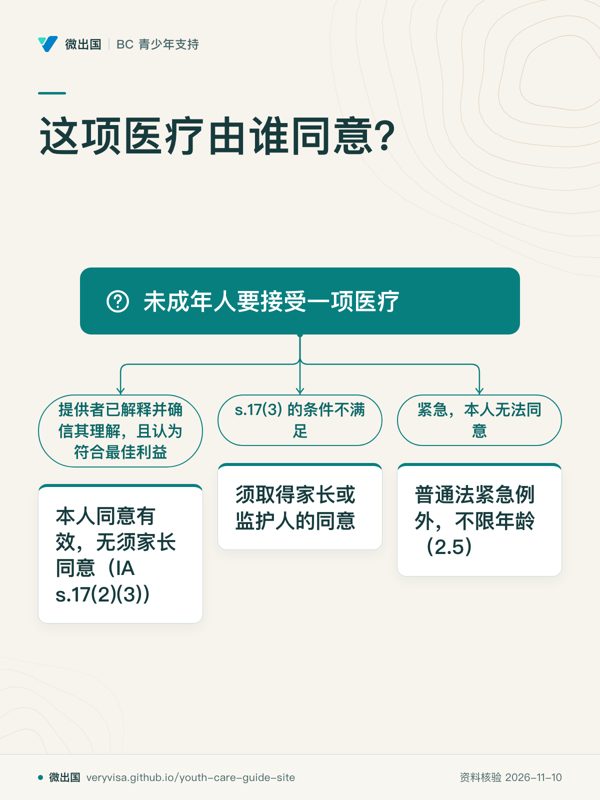 微出国 BC 青少年支持
这项医疗由谁同意?
未成年人要接受一项医疗
提供者已解释并确
信其理解，且认为
符合最佳利益
本人同意有
效，无须家长
同意（IA
s.17(2)(3)）
s.17(3) 的条件不满
足
须取得家长或
监护人的同意
紧急，本人无法同
意
普通法紧急例
外，不限年龄
（2.5）
微出国 veryvisa.github.io/youth-care-guide-site
资料核验 2026-11-10